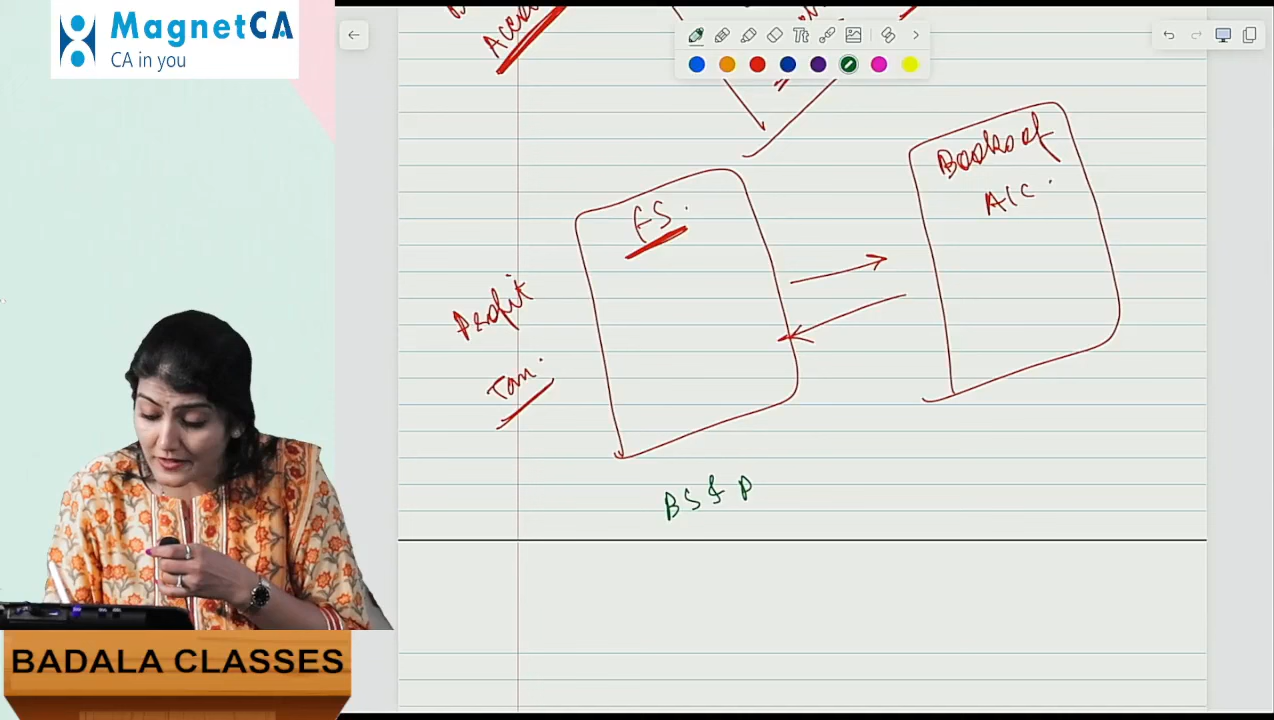 MagnetCA
CA in you
FS.
Books of
A/C.
Profit
Tax.
BS & P
BADALA CLASSES